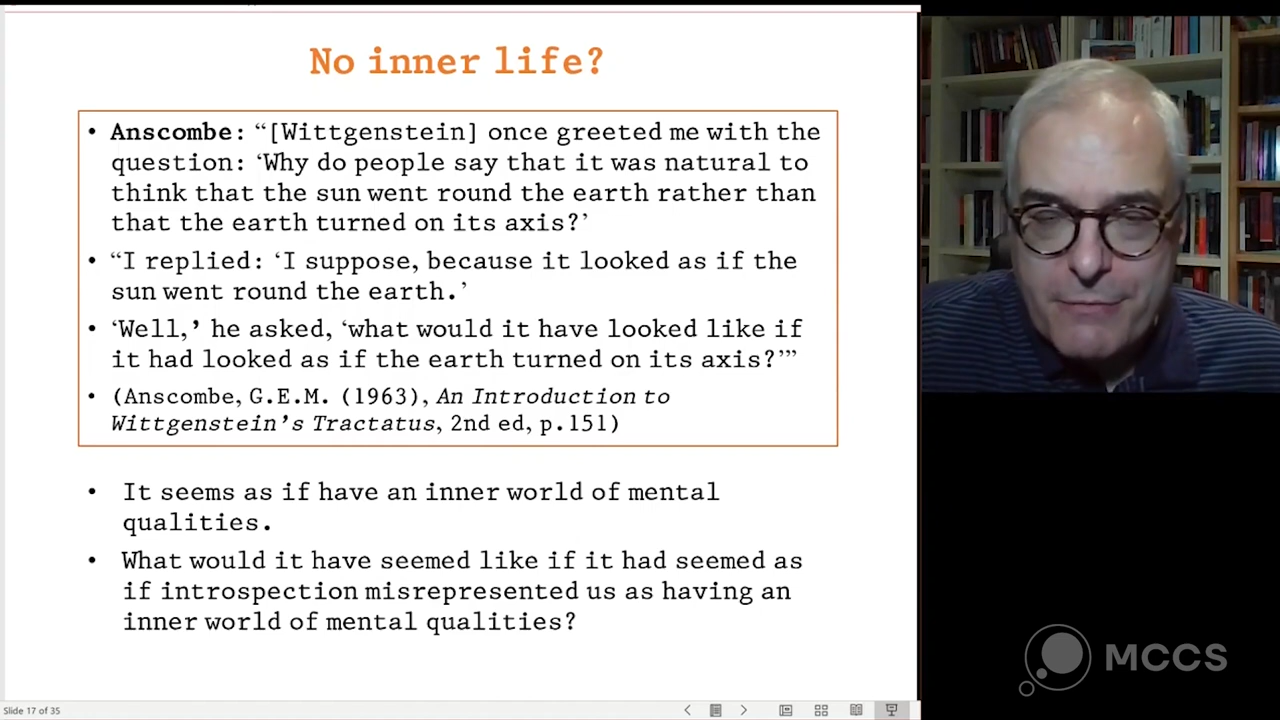 No inner life?
• Anscombe: “[Wittgenstein] once greeted me with the
question: ‘Why do people say that it was natural to
think that the sun went round the earth rather than
that the earth turned on its axis?’
• “I replied: ‘I suppose, because it looked as if the
sun went round the earth.’
• ‘Well,’ he asked, ‘what would it have looked like if
it had looked as if the earth turned on its axis?’”
• (Anscombe, G.E.M. (1963), An Introduction to
Wittgenstein’s Tractatus, 2nd ed, p.151)
• It seems as if have an inner world of mental
qualities.
• What would it have seemed like if it had seemed as
if introspection misrepresented us as having an
inner world of mental qualities?
MCCS
Slide 17 of 35